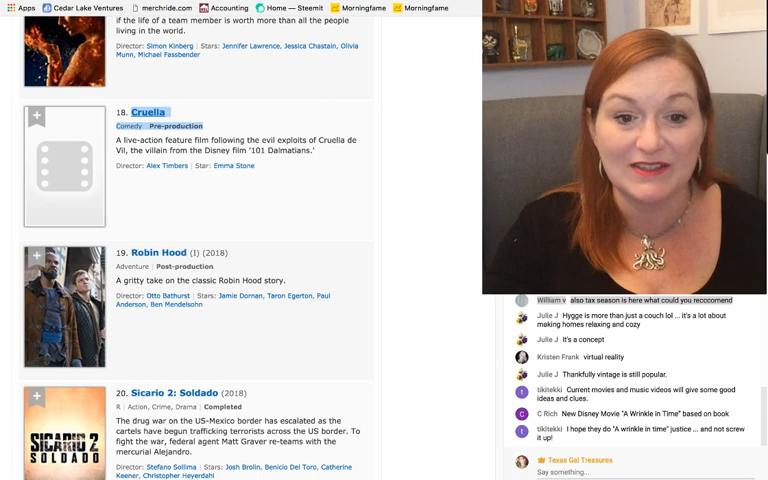 Apps Cedar Lake Ventures merchride.com Accounting Home — Steemit Morningfame Morningfame
if the life of a team member is worth more than all the people
living in the world.
Director: Simon Kinberg | Stars: Jennifer Lawrence, Jessica Chastain, Olivia
Munn, Michael Fassbender
18. Cruella
Comedy Pre-production
A live-action feature film following the evil exploits of Cruella de
Vil, the villain from the Disney film '101 Dalmatians.'
Director: Alex Timbers | Star: Emma Stone
19. Robin Hood (I) (2018)
Adventure | Post-production
A gritty take on the classic Robin Hood story.
Director: Otto Bathurst | Stars: Jamie Dornan, Taron Egerton, Paul
Anderson, Ben Mendelsohn
SICARIO 2
SOLDADO
20. Sicario 2: Soldado (2018)
R | Action, Crime, Drama | Completed
The drug war on the US-Mexico border has escalated as the
cartels have begun trafficking terrorists across the US border. To
fight the war, federal agent Matt Graver re-teams with the
mercurial Alejandro.
Director: Stefano Sollima | Stars: Josh Brolin, Benicio Del Toro, Catherine
Keener, Christopher Heyerdahl
William v also tax season is here what could you recccomend
Julie J Hygge is more than just a couch lol ... it's a lot about
making homes relaxing and cozy
Julie J It's a concept
Kristen Frank virtual reality
Julie J Thankfully vintage is still popular.
t tikitekki Current movies and music videos will give some good
ideas and clues.
C C Rich New Disney Movie "A Wrinkle in Time" based on book
t tikitekki I hope they do "A wrinkle in time" justice ... and not screw
it up!
Texas Gal Treasures
Say something...